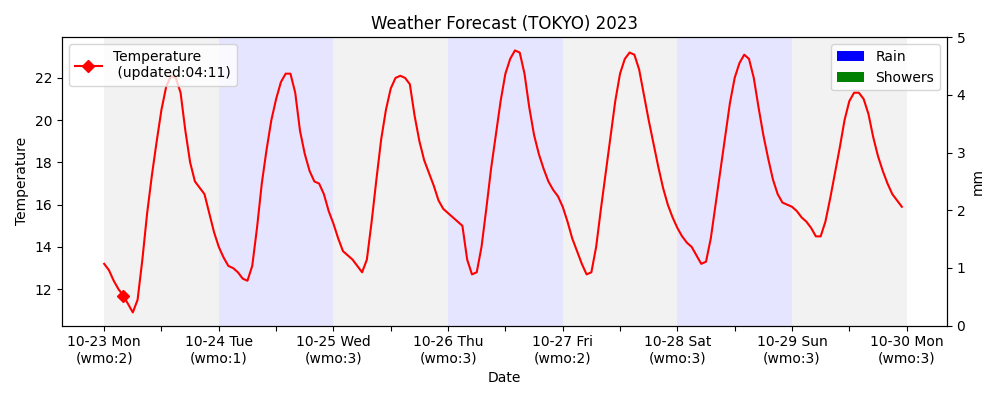 Weather Forecast (TOKYO) 2023
Temperature
(updated:04:11)
Rain
Showers
Temperature
22
20
18
16
14
12
5
4
3
2
1
0
mm
10-23 Mon
(wmo:2)
10-24 Tue
(wmo:1)
10-25 Wed
(wmo:3)
10-26 Thu
(wmo:3)
10-27 Fri
(wmo:2)
10-28 Sat
(wmo:3)
10-29 Sun
(wmo:3)
10-30 Mon
(wmo:3)
Date